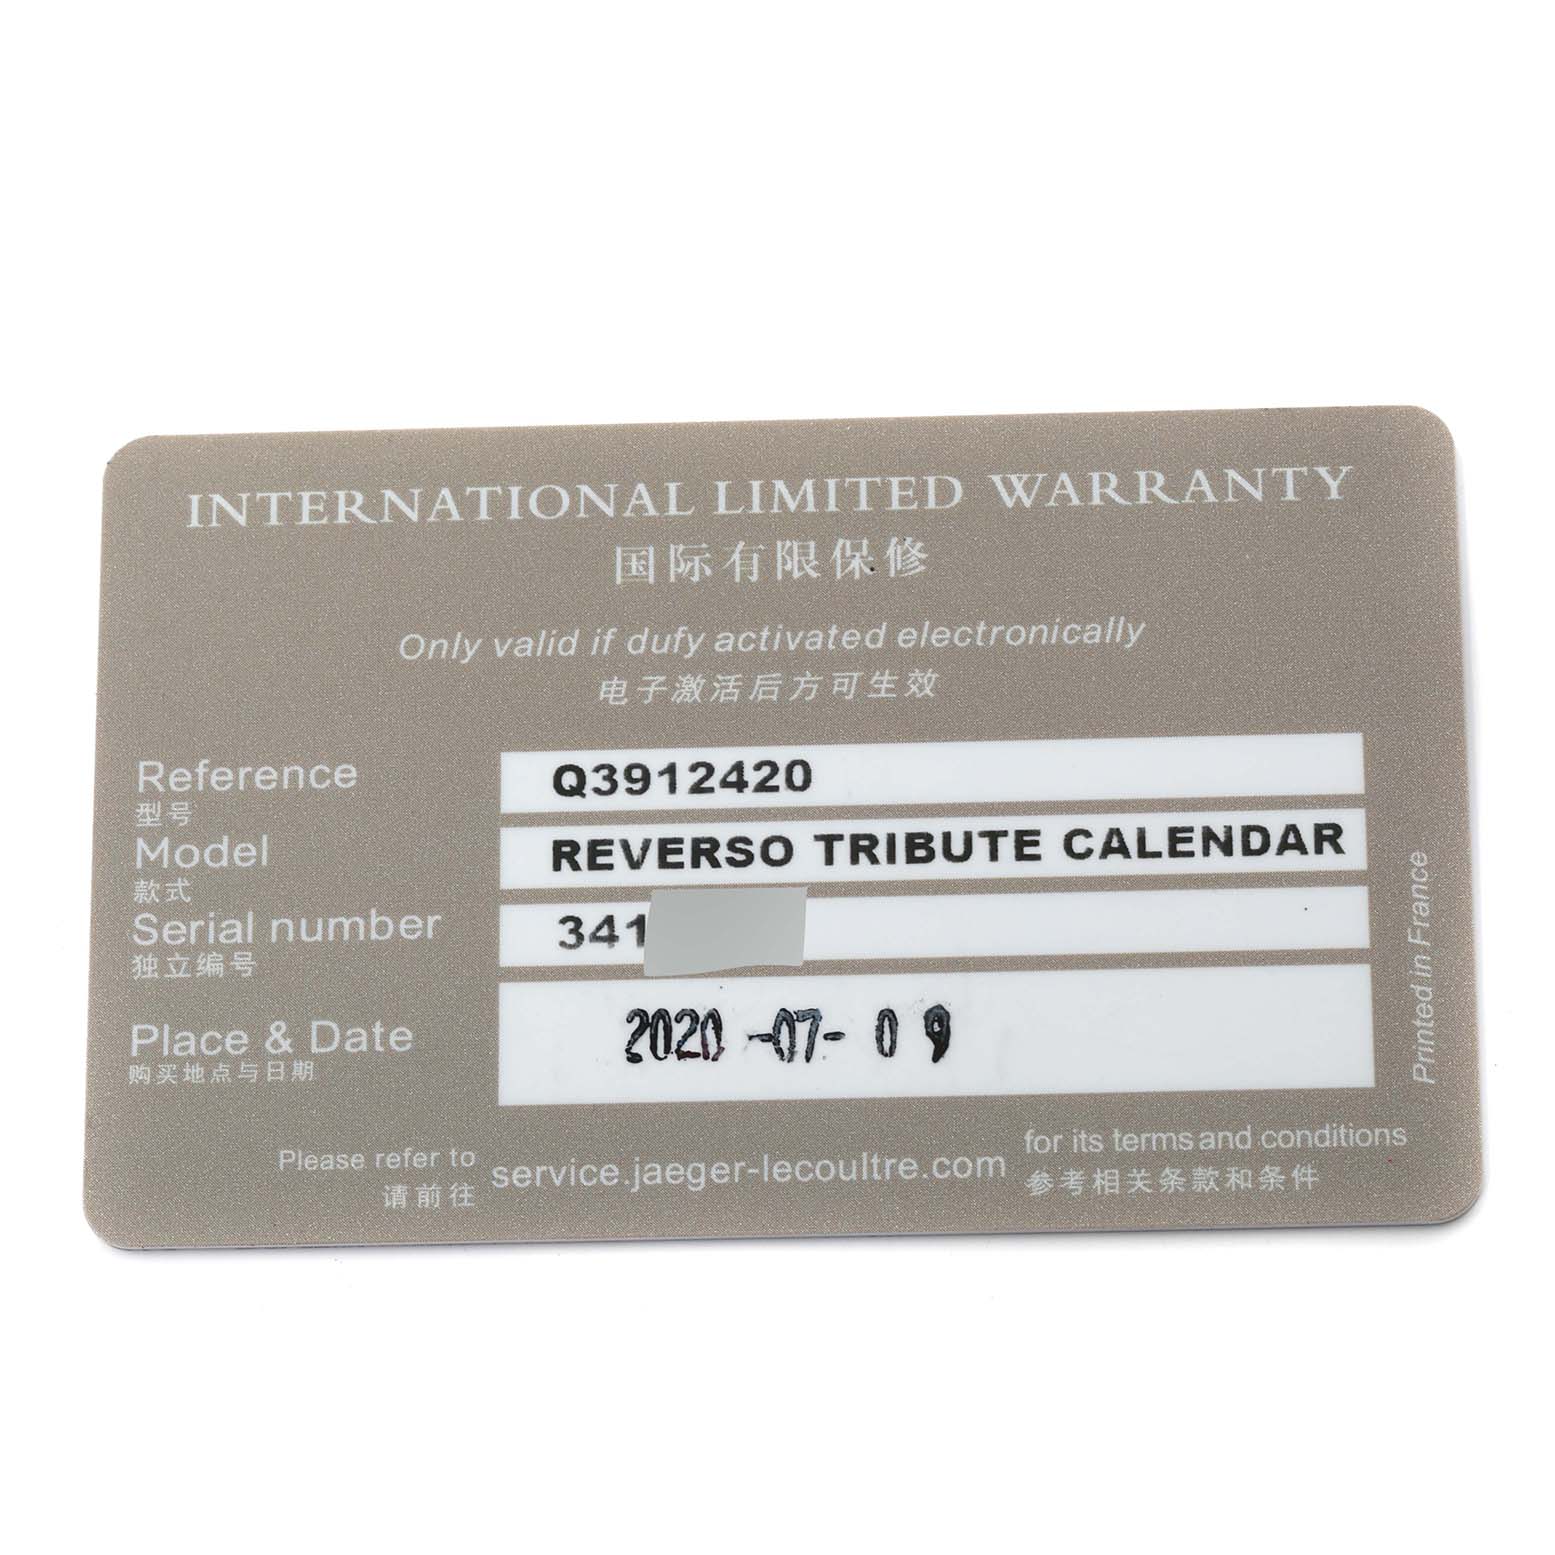 INTERNATIONAL LIMITED WARRANTY
国际有限保修
Only valid if dufy activated electronically
电子激活后方可生效
Reference Q3912420
型号
Model REVERSO TRIBUTE CALENDAR
款式
Serial number 341
独立编号
Place & Date 2020 -07- 09
购买地点与日期
Please refer to service.jaeger-lecoultre.com for its terms and conditions
请前往 参考相关条款和条件
Printed in France